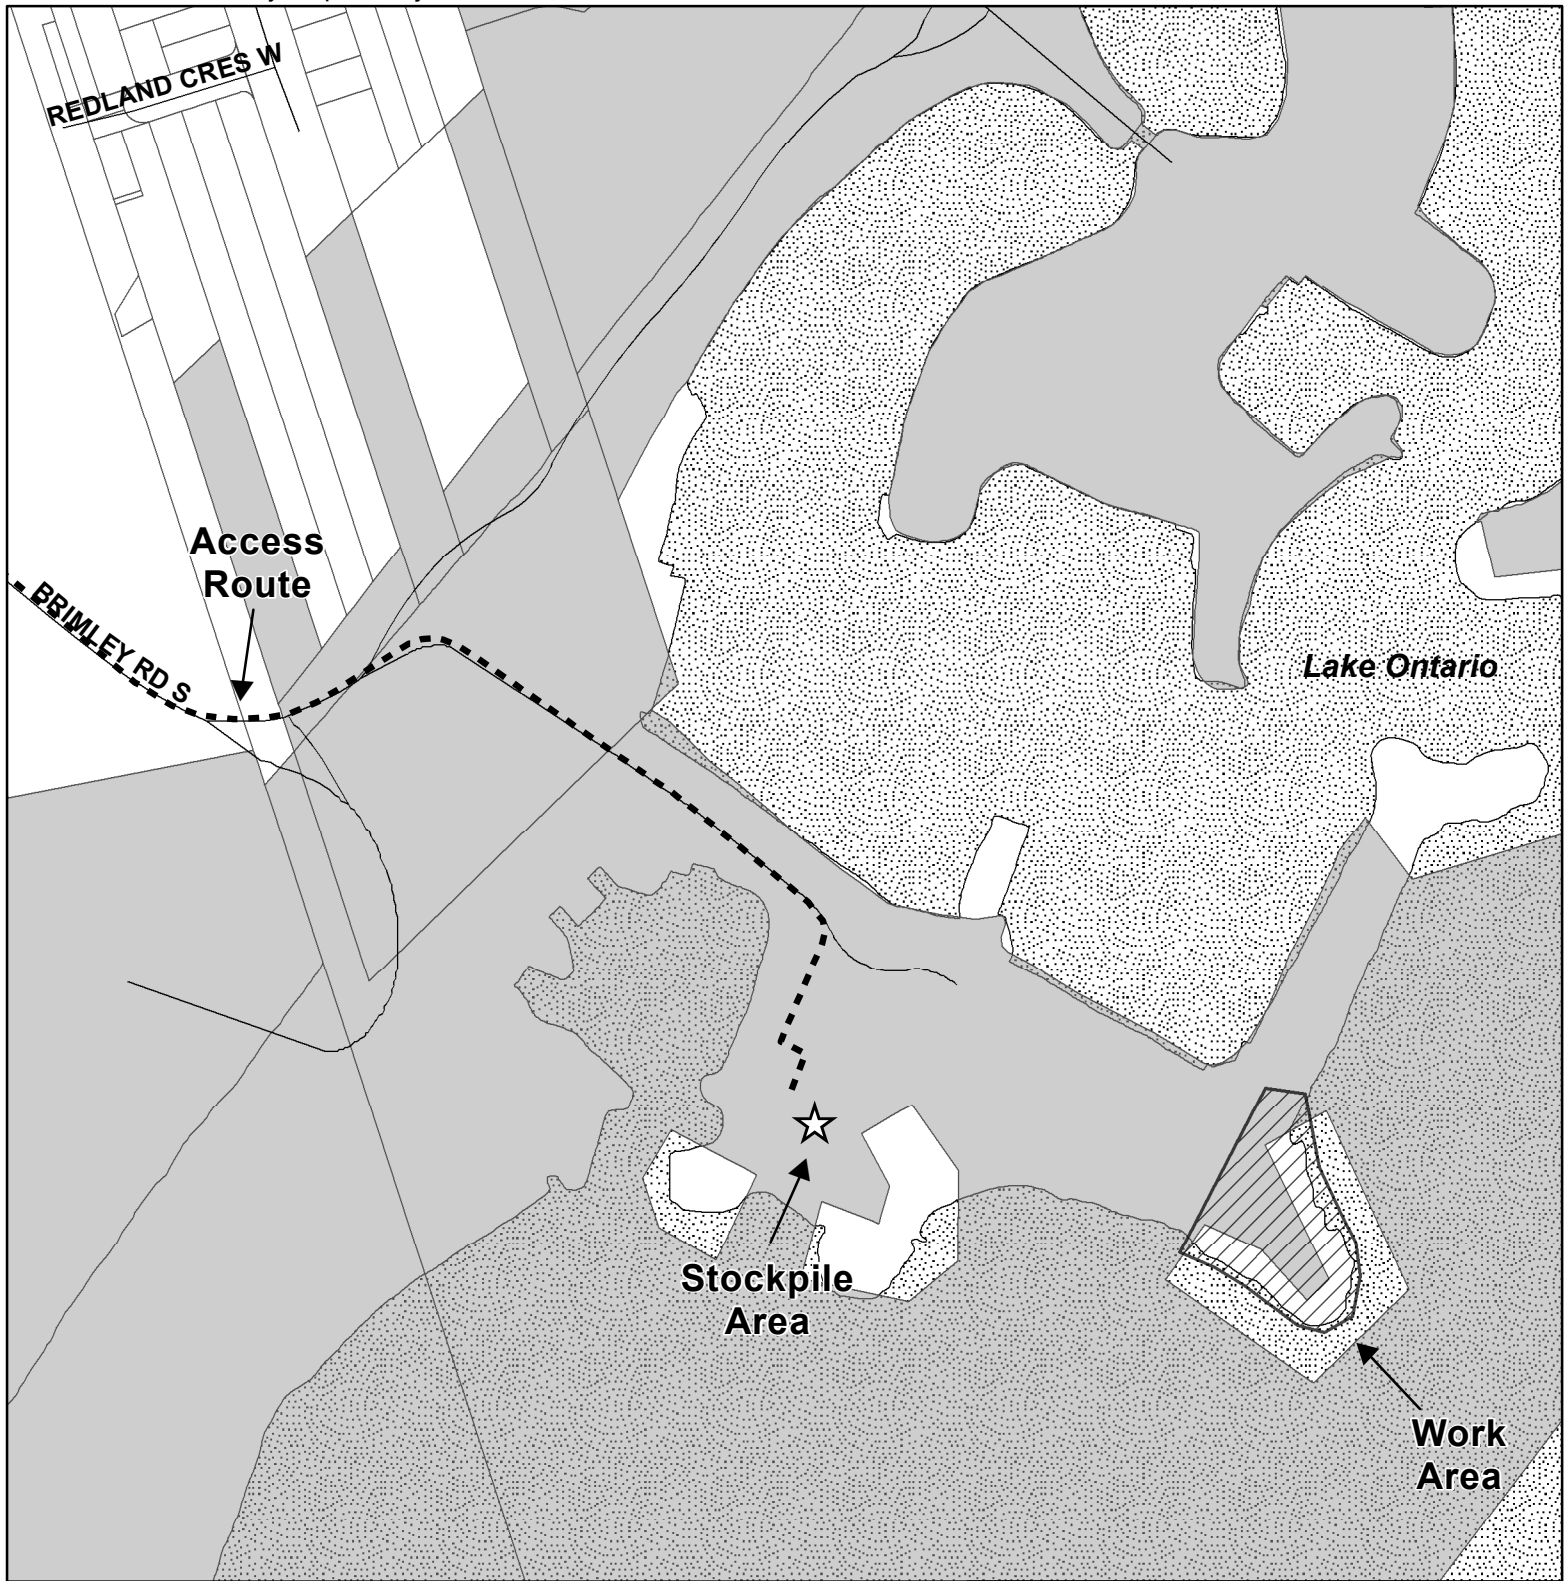 REDLAND CRES W
Access
Route
BRIMLEY RD S
Lake Ontario
Stockpile
Area
Work
Area